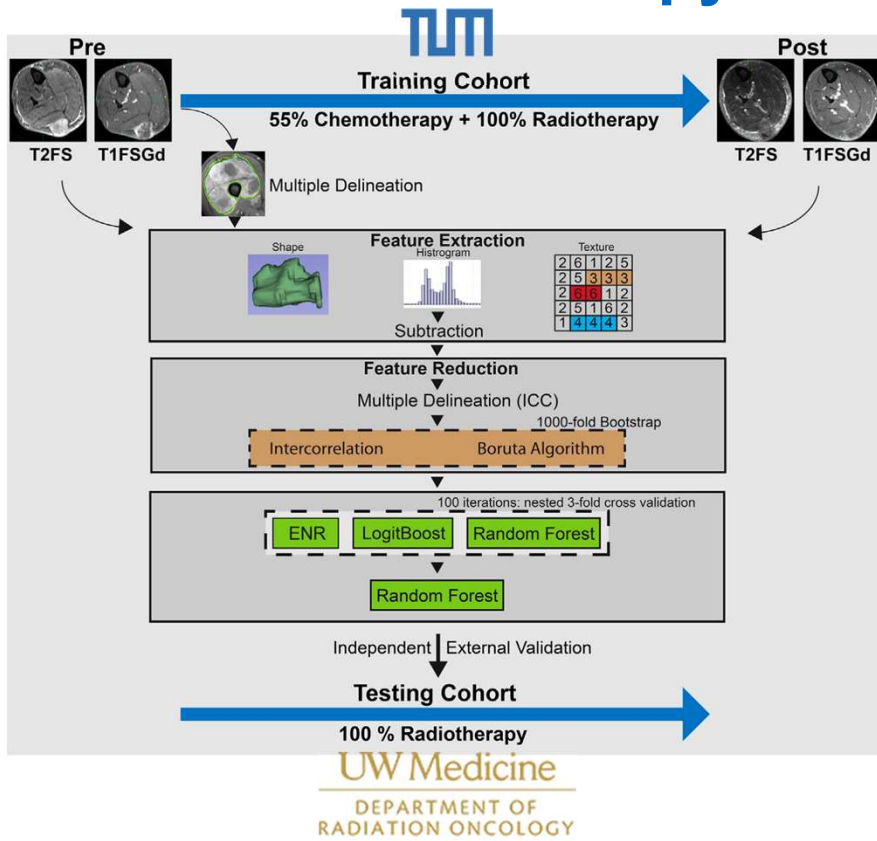 TUM
Pre
Post
Training Cohort
55% Chemotherapy + 100% Radiotherapy
T2FS
T1FSGd
T2FS
T1FSGd
Multiple Delineation
Feature Extraction
Shape
Histrogram
Texture
2 6 1 2 5
2 5 3 3 3
2 6 6 1 2
2 5 1 6 2
1 4 4 4 3
Subtraction
Feature Reduction
Multiple Delineation (ICC)
1000-fold Bootstrap
Intercorrelation
Boruta Algorithm
100 iterations: nested 3-fold cross validation
ENR
LogitBoost
Random Forest
Random Forest
Independent
External Validation
Testing Cohort
100 % Radiotherapy
UW Medicine
DEPARTMENT OF
RADIATION ONCOLOGY